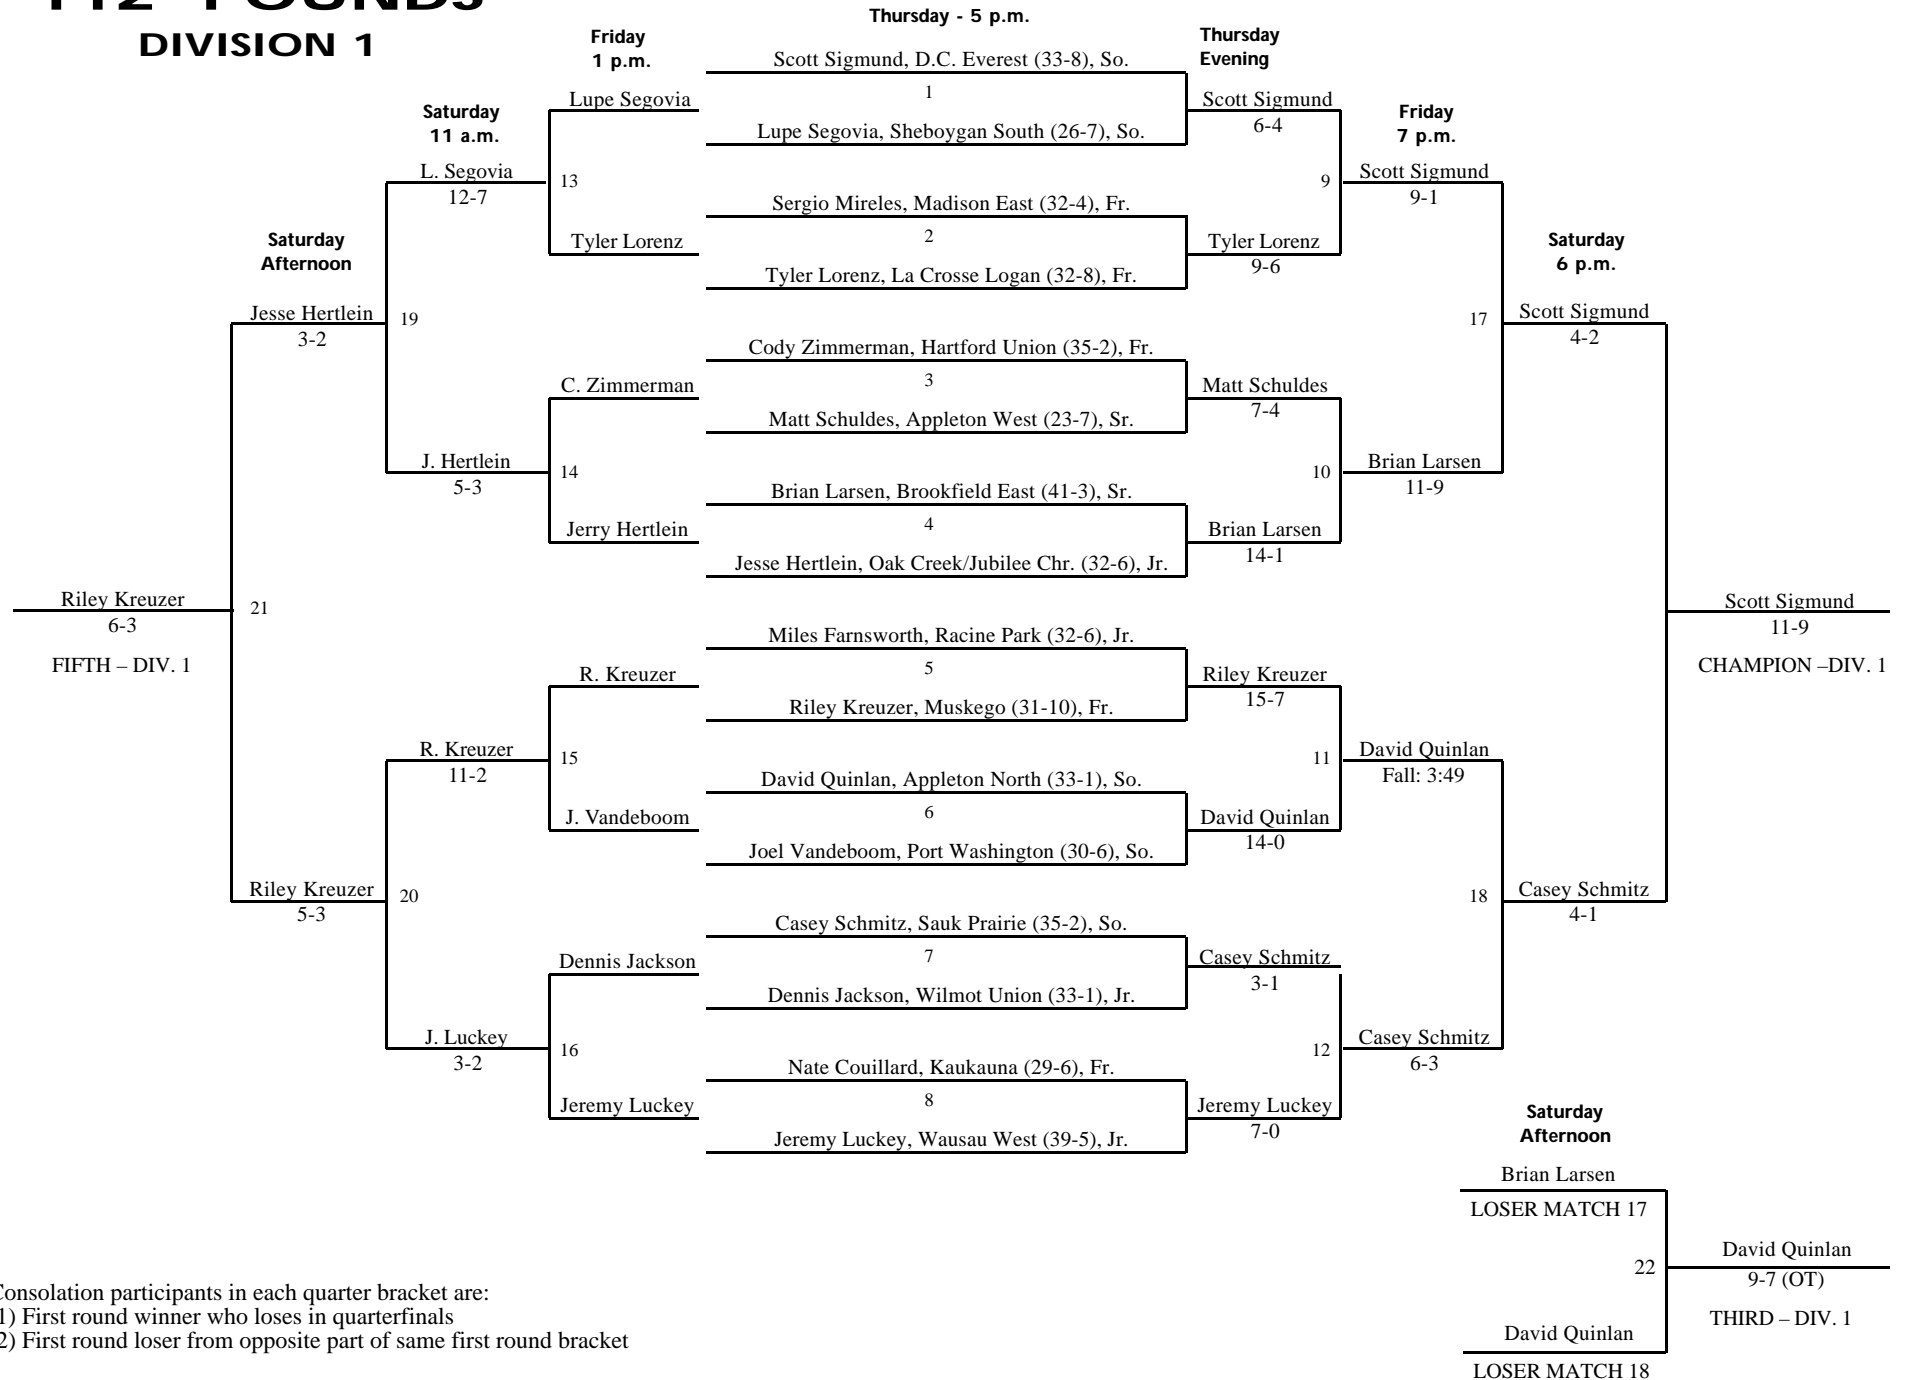 112 POUNDS
DIVISION 1
Thursday - 5 p.m.
Friday
1 p.m.
Thursday
Evening
Saturday
11 a.m.
Friday
7 p.m.
Saturday
Afternoon
Saturday
6 p.m.
Scott Sigmund, D.C. Everest (33-8), So.
1
Lupe Segovia, Sheboygan South (26-7), So.
Sergio Mireles, Madison East (32-4), Fr.
2
Tyler Lorenz, La Crosse Logan (32-8), Fr.
Cody Zimmerman, Hartford Union (35-2), Fr.
3
Matt Schuldes, Appleton West (23-7), Sr.
Brian Larsen, Brookfield East (41-3), Sr.
4
Jesse Hertlein, Oak Creek/Jubilee Chr. (32-6), Jr.
Miles Farnsworth, Racine Park (32-6), Jr.
5
Riley Kreuzer, Muskego (31-10), Fr.
David Quinlan, Appleton North (33-1), So.
6
Joel Vandeboom, Port Washington (30-6), So.
Casey Schmitz, Sauk Prairie (35-2), So.
7
Dennis Jackson, Wilmot Union (33-1), Jr.
Nate Couillard, Kaukauna (29-6), Fr.
8
Jeremy Luckey, Wausau West (39-5), Jr.
Scott Sigmund
6-4
9
Tyler Lorenz
9-6
Matt Schuldes
7-4
10
Brian Larsen
14-1
Riley Kreuzer
15-7
11
David Quinlan
14-0
Casey Schmitz
3-1
12
Jeremy Luckey
7-0
Scott Sigmund
9-1
17
Brian Larsen
11-9
David Quinlan
Fall: 3:49
18
Casey Schmitz
6-3
Scott Sigmund
4-2
Casey Schmitz
4-1
Scott Sigmund
11-9
CHAMPION –DIV. 1
Lupe Segovia
13
Tyler Lorenz
C. Zimmerman
14
Jerry Hertlein
R. Kreuzer
15
J. Vandeboom
Dennis Jackson
16
Jeremy Luckey
L. Segovia
12-7
19
J. Hertlein
5-3
R. Kreuzer
11-2
20
J. Luckey
3-2
Jesse Hertlein
3-2
21
Riley Kreuzer
5-3
Riley Kreuzer
6-3
FIFTH – DIV. 1
Saturday
Afternoon
Brian Larsen
LOSER MATCH 17
22
David Quinlan
LOSER MATCH 18
David Quinlan
9-7 (OT)
THIRD – DIV. 1
Consolation participants in each quarter bracket are:
1) First round winner who loses in quarterfinals
2) First round loser from opposite part of same first round bracket